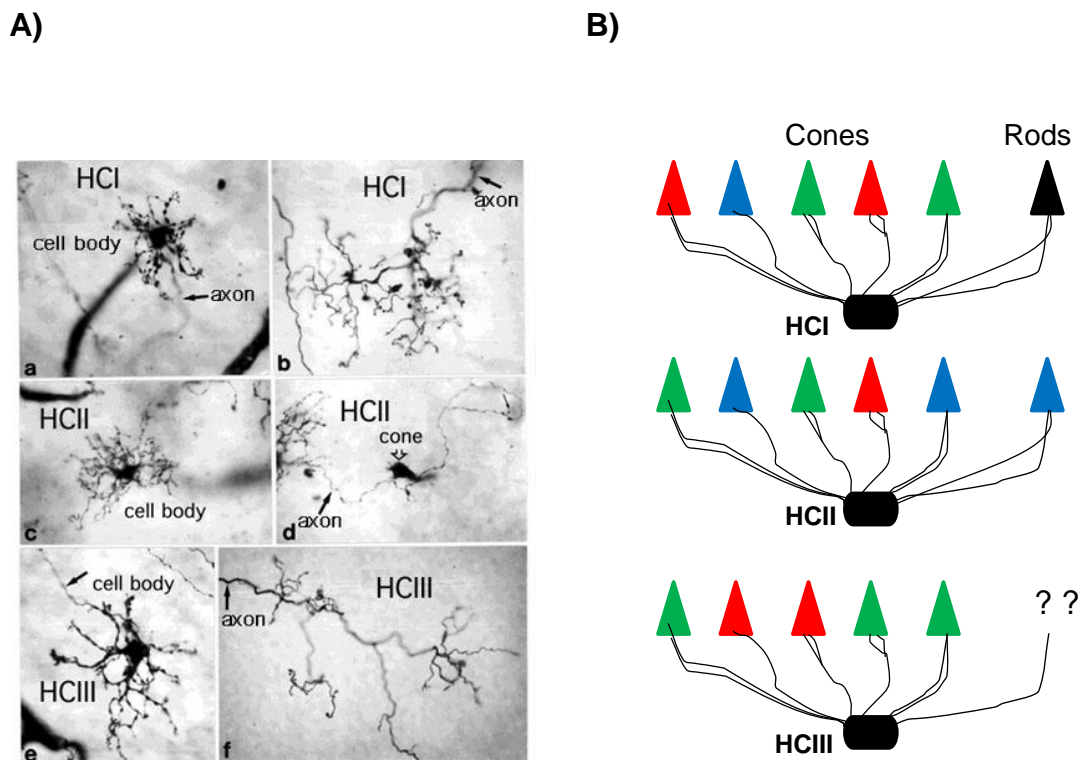 A)
B)
HCI
cell body
axon
a
HCI
axon
b
HCII
cell body
c
HCII
cone
axon
d
cell body
HCIII
e
HCIII
axon
f
Cones
Rods
HCI
HCII
? ?
HCIII